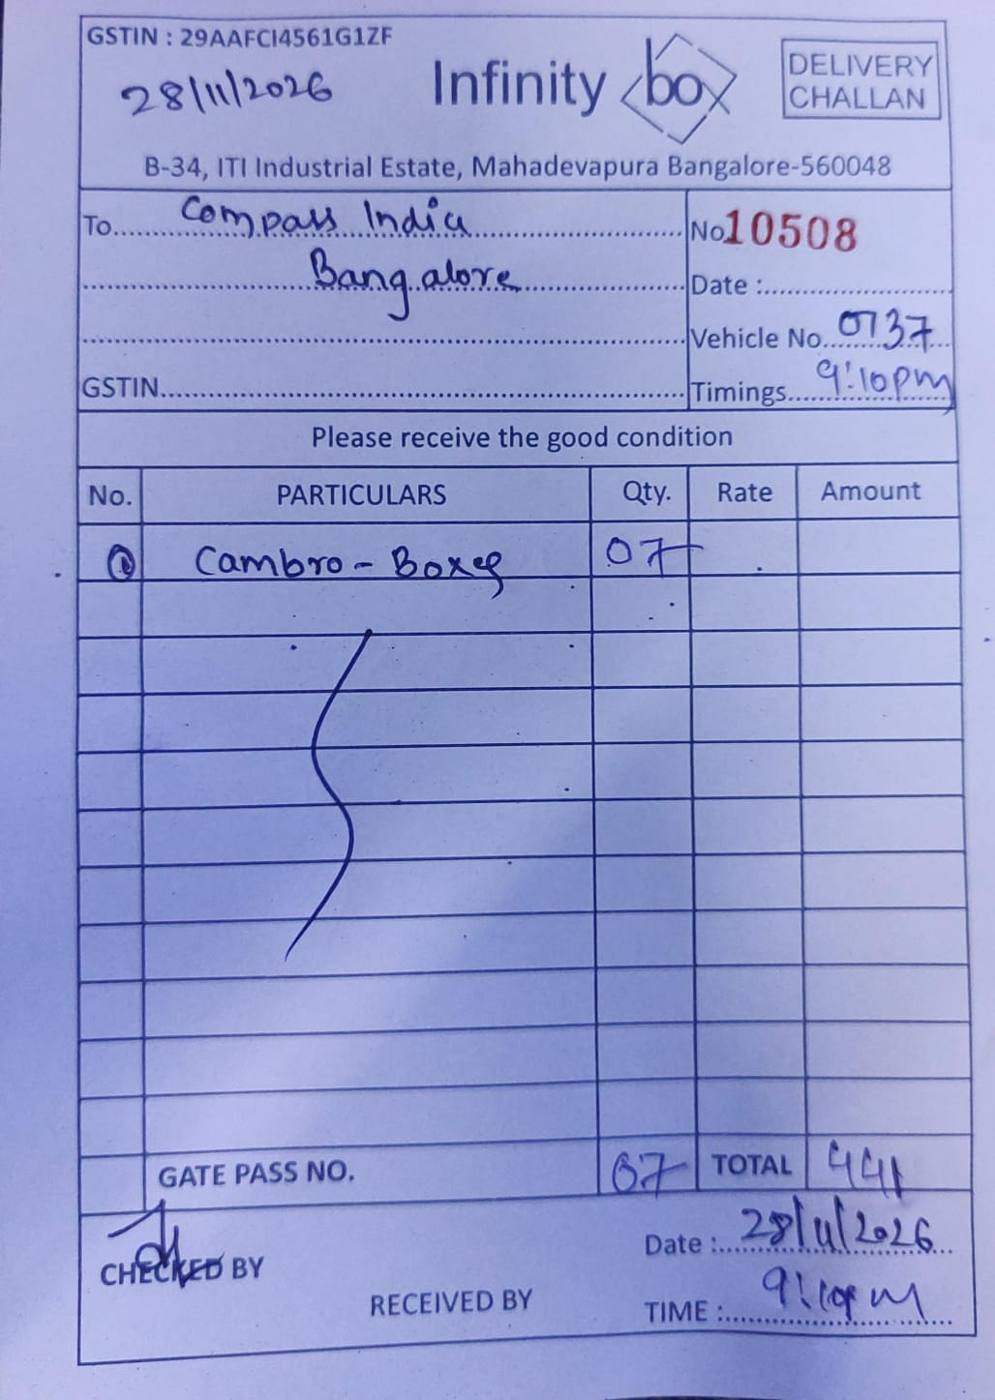 GSTIN : 29AAFCI4561G1ZF
28/11/2026
Infinity box
DELIVERY
CHALLAN
B-34, ITI Industrial Estate, Mahadevapura Bangalore-560048
To Compass India
Bangalore
GSTIN
No 10508
Date :
Vehicle No. 0737
Timings 9:10pm
Please receive the good condition
No. PARTICULARS Qty. Rate Amount
1 Cambro - Boxes 07
GATE PASS NO. 07 TOTAL 441
CHECKED BY
RECEIVED BY
Date : 28/11/2026
TIME : 9:10pm